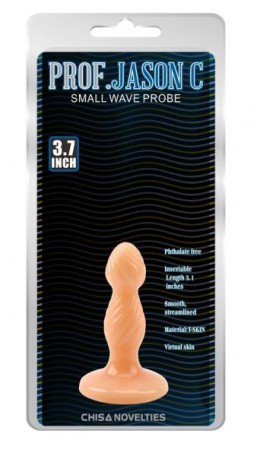 PROF.JASON C
SMALL WAVE PROBE
3.7
INCH
Phthalate free
Insertable
Length 3.1
inches
Smooth,
streamlined
Material:T-SKIN
Virtual skin
CHISA NOVELTIES